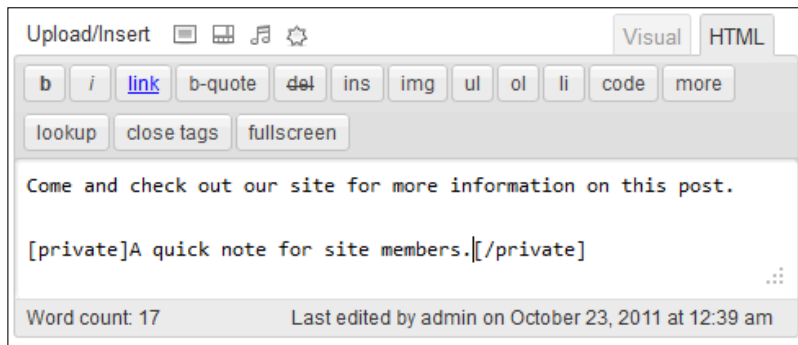 Upload/Insert Visual HTML
b i link b-quote del ins img ul ol li code more
lookup close tags fullscreen
Come and check out our site for more information on this post.
[private]A quick note for site members.[/private]
Word count: 17 Last edited by admin on October 23, 2011 at 12:39 am